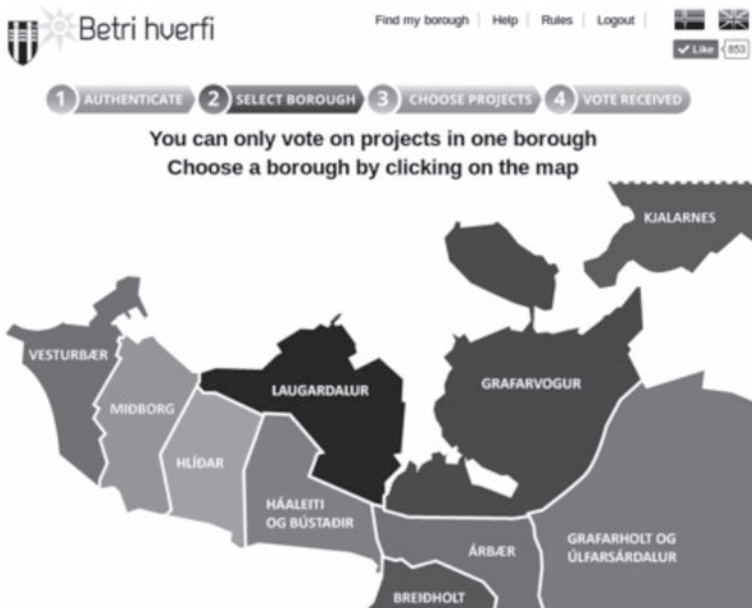 Betri hverfi
Find my borough
Help
Rules
Logout
Like
853
1 AUTHENTICATE
2 SELECT BOROUGH
3 CHOOSE PROJECTS
4 VOTE RECEIVED
You can only vote on projects in one borough
Choose a borough by clicking on the map
KJALARNES
VESTURBÆR
MIÐBORG
HLÍÐAR
LAUGARDALUR
GRAFARVOGUR
HÁALEITI
OG BÚSTAÐIR
ÁRBÆR
GRAFARHOLT OG
ÚLFARSÁRDALUR
BREIÐHOLT